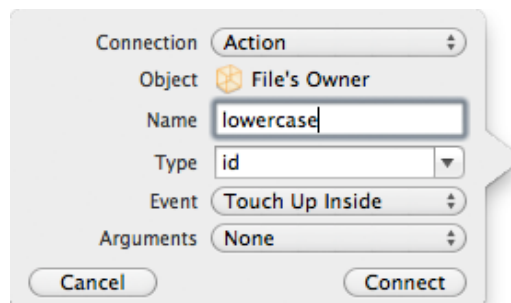 Connection Action
Object File's Owner
Name lowercase
Type id
Event Touch Up Inside
Arguments None
Cancel Connect